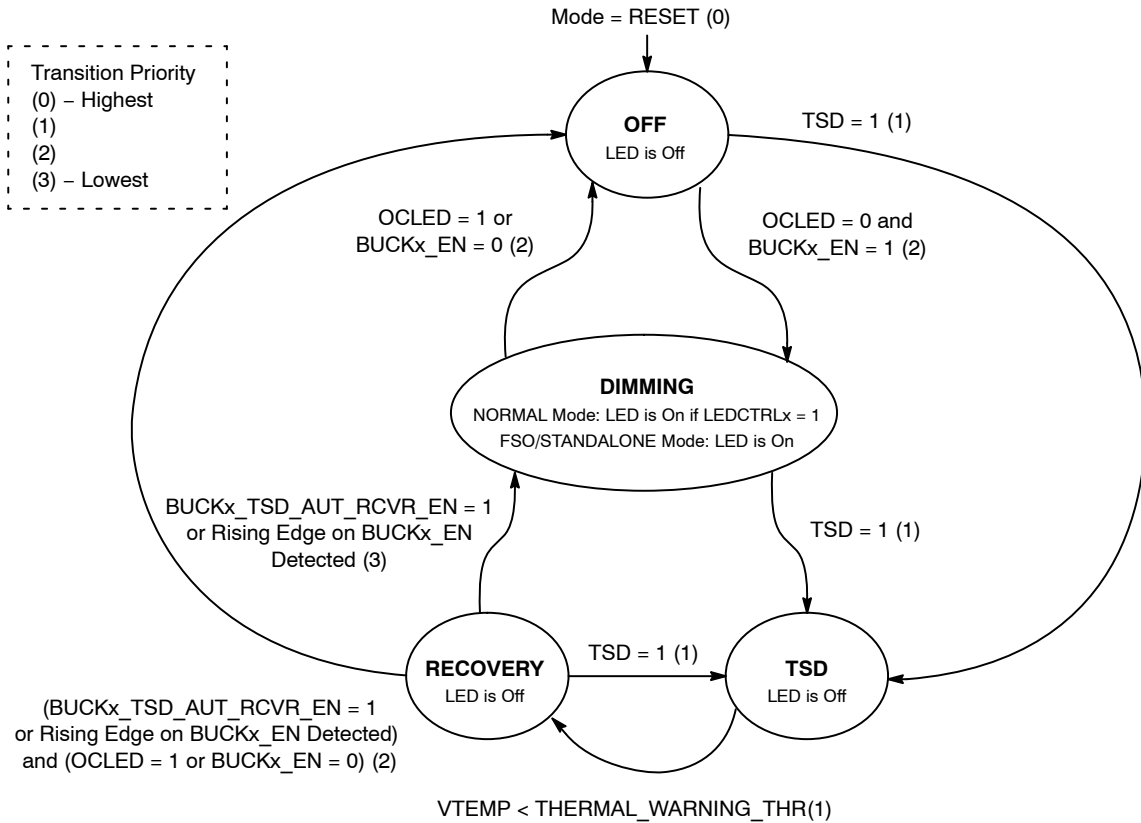 Mode = RESET (0)
Transition Priority
(0) – Highest
(1)
(2)
(3) – Lowest
OFF
LED is Off
TSD = 1 (1)
OCLED = 1 or
BUCKx_EN = 0 (2)
OCLED = 0 and
BUCKx_EN = 1 (2)
DIMMING
NORMAL Mode: LED is On if LEDCTRLx = 1
FSO/STANDALONE Mode: LED is On
BUCKx_TSD_AUT_RCVR_EN = 1
or Rising Edge on BUCKx_EN
Detected (3)
TSD = 1 (1)
RECOVERY
LED is Off
TSD = 1 (1)
TSD
LED is Off
(BUCKx_TSD_AUT_RCVR_EN = 1
or Rising Edge on BUCKx_EN Detected)
and (OCLED = 1 or BUCKx_EN = 0) (2)
VTEMP < THERMAL_WARNING_THR(1)